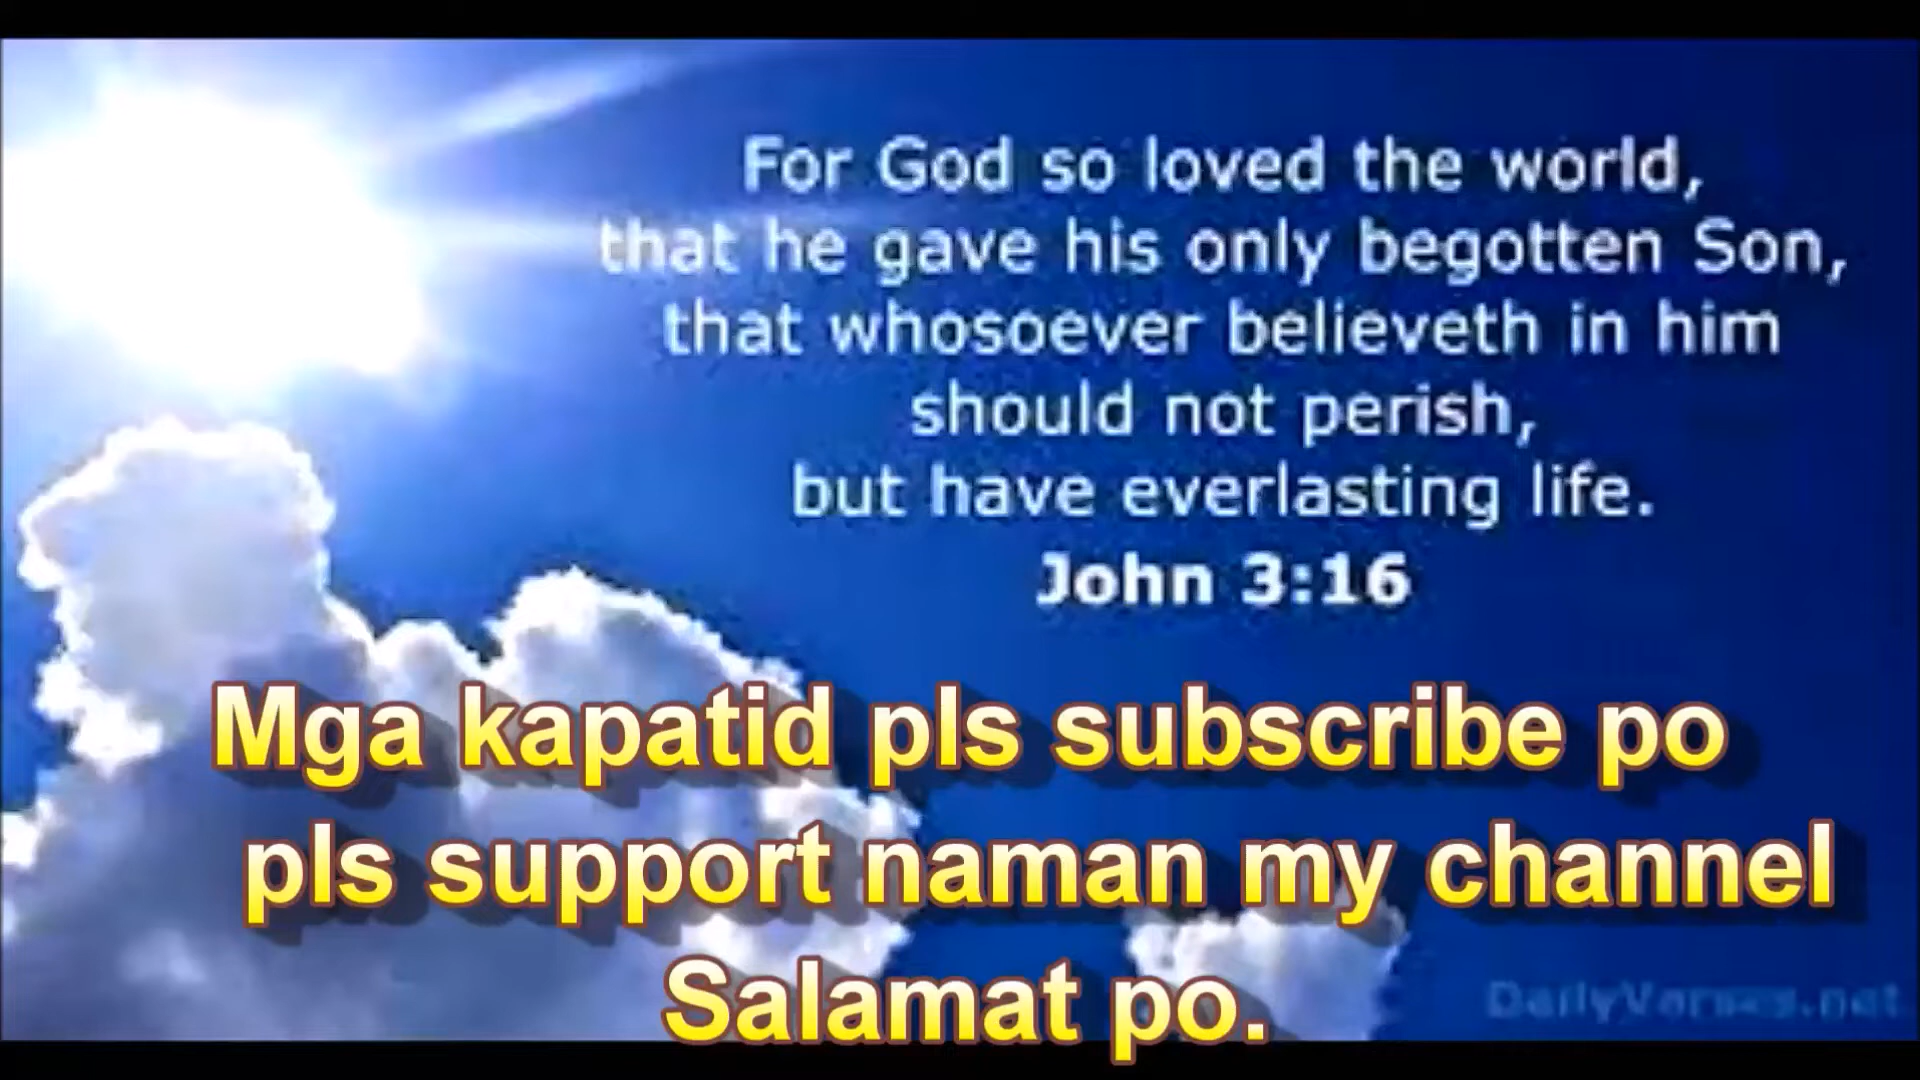 For God so loved the world,
that he gave his only begotten Son,
that whosoever believeth in him
should not perish,
but have everlasting life.
John 3:16
Mga kapatid pls subscribe po
pls support naman my channel
Salamat po.
DailyVerses.net